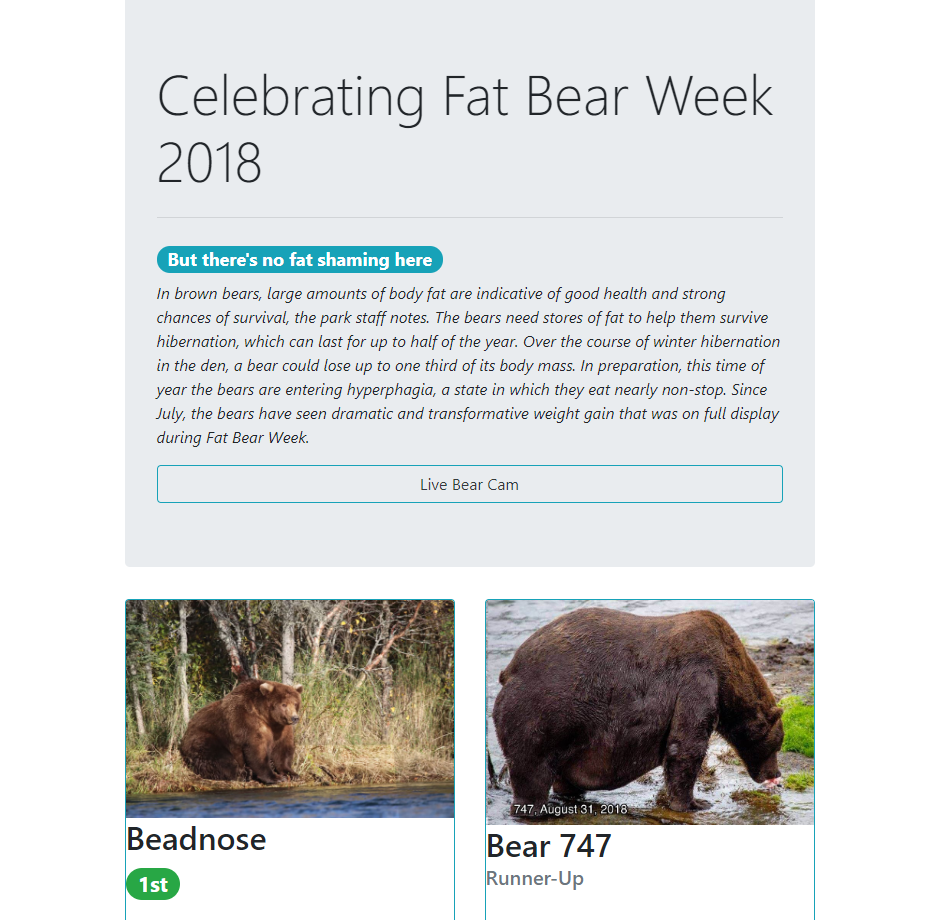 Celebrating Fat Bear Week
2018
But there's no fat shaming here
In brown bears, large amounts of body fat are indicative of good health and strong
chances of survival, the park staff notes. The bears need stores of fat to help them survive
hibernation, which can last for up to half of the year. Over the course of winter hibernation
in the den, a bear could lose up to one third of its body mass. In preparation, this time of
year the bears are entering hyperphagia, a state in which they eat nearly non-stop. Since
July, the bears have seen dramatic and transformative weight gain that was on full display
during Fat Bear Week.
Live Bear Cam
Beadnose
1st
747, August 31, 2018
Bear 747
Runner-Up